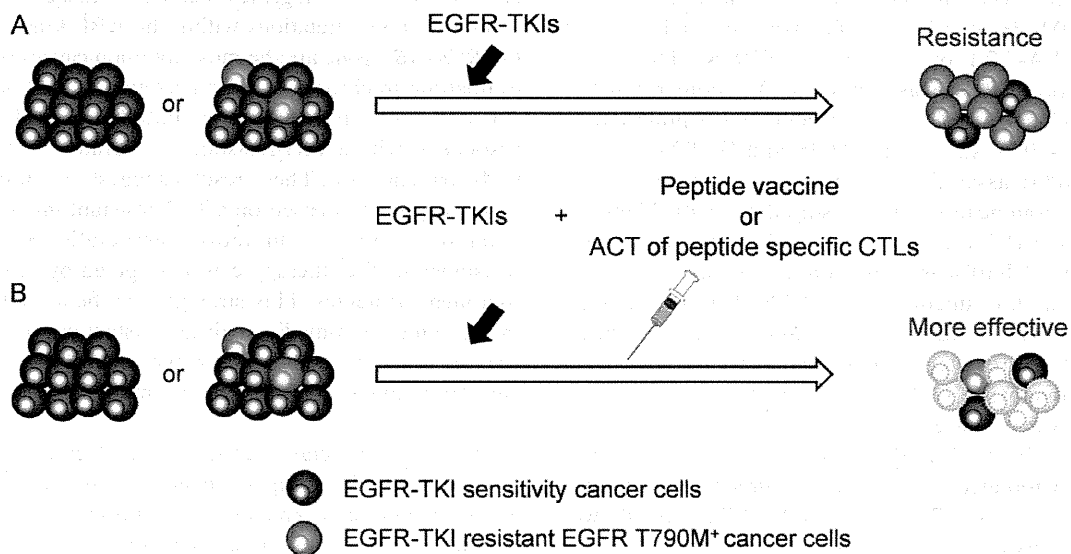 A
EGFR-TKIs
Resistance
or
EGFR-TKIs + Peptide vaccine
or
ACT of peptide specific CTLs
B
More effective
or
EGFR-TKI sensitivity cancer cells
EGFR-TKI resistant EGFR T790M⁺ cancer cells